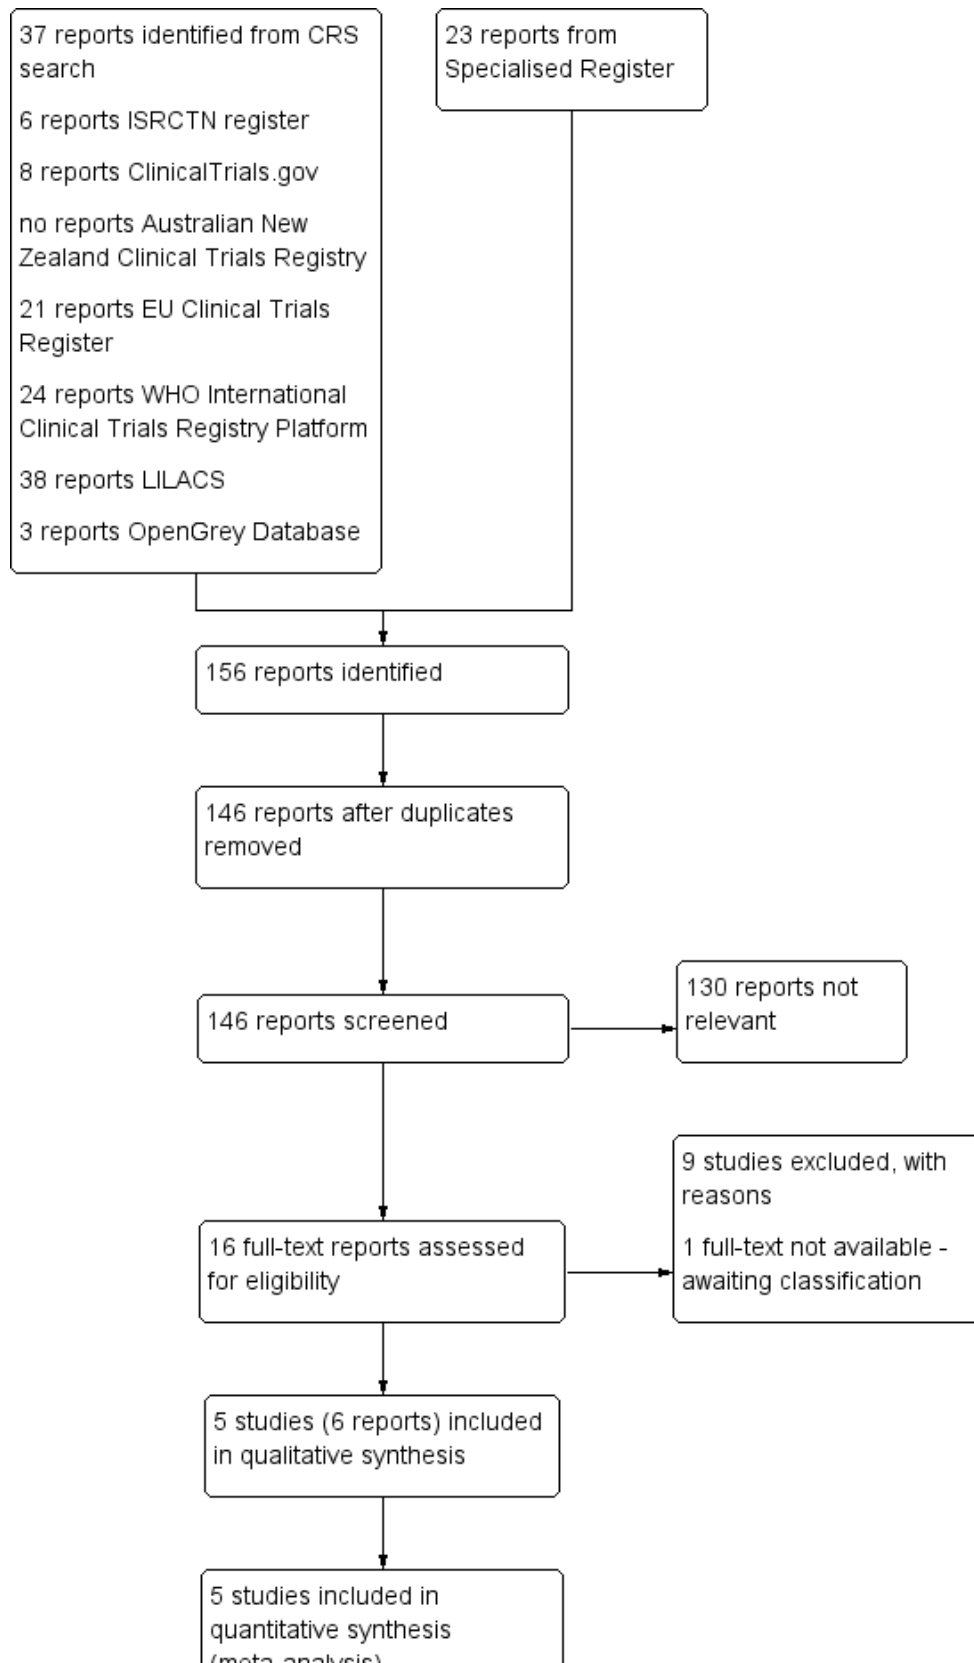 37 reports identified from CRS
search
6 reports ISRCTN register
8 reports ClinicalTrials.gov
no reports Australian New
Zealand Clinical Trials Registry
21 reports EU Clinical Trials
Register
24 reports WHO International
Clinical Trials Registry Platform
38 reports LILACS
3 reports OpenGrey Database
23 reports from
Specialised Register
156 reports identified
146 reports after duplicates
removed
146 reports screened
130 reports not
relevant
16 full-text reports assessed
for eligibility
9 studies excluded, with
reasons
1 full-text not available -
awaiting classification
5 studies (6 reports) included
in qualitative synthesis
5 studies included in
quantitative synthesis
(meta-analysis)